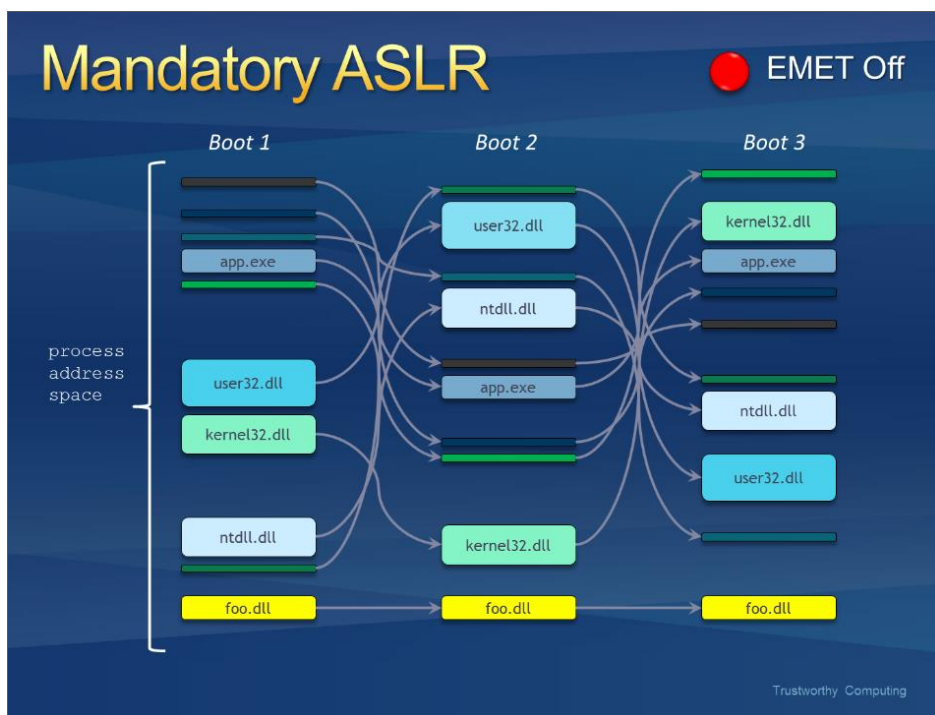 Mandatory ASLR
EMET Off
Boot 1
Boot 2
Boot 3
process
address
space
app.exe
user32.dll
kernel32.dll
ntdll.dll
foo.dll
user32.dll
ntdll.dll
app.exe
kernel32.dll
foo.dll
kernel32.dll
app.exe
ntdll.dll
user32.dll
foo.dll
Trustworthy Computing